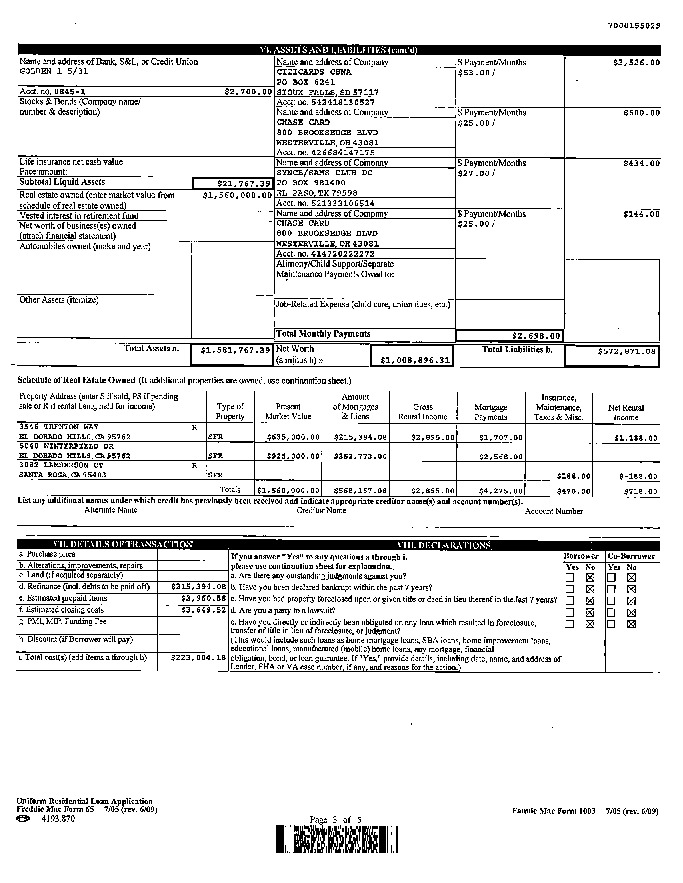 7000155029
VI. ASSETS AND LIABILITIES (cont'd)
Name and address of Bank, S&L, or Credit Union
GOLDEN 1 5/31
Acct. no. 0845-1 $2,700.00
Stocks & Bonds (Company name/
number & description)
Life insurance net cash value
Face amount:
Subtotal Liquid Assets $21,767.39
Real estate owned (enter market value from $1,560,000.00
schedule of real estate owned)
Vested interest in retirement fund
Net worth of business(es) owned
(attach financial statement)
Automobiles owned (make and year)
Other Assets (itemize)
Total Assets a. $1,581,767.39
Name and address of Company $ Payment/Months
CITICARDS CBNA $53.00/
PO BOX 6241
SIOUX FALLS, SD 57117
Acct. no. 542418130527
Name and address of Company $ Payment/Months $500.00
CHASE CARD $25.00/
800 BROOKSEDGE BLVD
WESTERVILLE, OH 43081
Acct. no. 426684147175
Name and address of Company $ Payment/Months $434.00
SYNCB/SAMS CLUB DC $27.00/
PO BOX 981400
EL PASO, TX 79998
Acct. no. 521333106514
Name and address of Company $ Payment/Months $144.00
CHASE CARD $25.00/
800 BROOKSEDGE BLVD
WESTERVILLE, OH 43081
Acct. no. 414720222272
Alimony/Child Support/Separate
Maintenance Payments Owed to:
Job-Related Expense (child care, union dues, etc.)
Total Monthly Payments $2,698.00
Net Worth
(a minus b) = $1,008,896.31
Total Liabilities b. $572,871.08
Schedule of Real Estate Owned (If additional properties are owned, use continuation sheet.)
Property Address (enter S if sold, PS if pending
sale or R if rental being held for income)
Type of
Property
Present
Market Value
Amount
of Mortgages
& Liens
Gross
Rental Income
Mortgage
Payments
Insurance,
Maintenance,
Taxes & Misc.
Net Rental
Income
3546 TRENTON WAY R
EL DORADO HILLS, CA 95762 SFR $635,000.00 $215,394.08 $2,895.00 $1,707.00 $1,188.00
5040 WINTERFIELD DR
EL DORADO HILLS, CA 95762 SFR $925,000.00 $2,568.00
R
SANTA ROSA, CA 95403 SFR $188.00 $-188.00
Totals $1,560,000.00 $568,167.08 $2,895.00 $4,275.00 $470.00 $718.00
List any additional names under which credit has previously been received and indicate appropriate creditor name(s) and account number(s).
Alternate Name Creditor Name Account Number
VII. DETAILS OF TRANSACTION
a. Purchase price
b. Alterations, improvements, repairs
c. Land (if acquired separately)
d. Refinance (incl. debts to be paid off) $215,394.08
e. Estimated prepaid items $3,960.58
f. Estimated closing costs $3,649.52
g. PMI, MIP, Funding Fee
h. Discount (if Borrower will pay)
i. Total cost(s) (add items a through h) $223,004.18
VIII. DECLARATIONS
If you answer "Yes" to any questions a through i,
please use continuation sheet for explanation.
Borrower Co-Borrower
Yes No Yes No
a. Are there any outstanding judgments against you?
b. Have you been declared bankrupt within the past 7 years?
c. Have you had property foreclosed upon or given title or deed in lieu thereof in the last 7 years?
d. Are you a party to a lawsuit?
e. Have you directly or indirectly been obligated on any loan which resulted in foreclosure,
transfer of title in lieu of foreclosure, or judgment?
(This would include such loans as home mortgage loans, SBA loans, home improvement loans,
educational loans, manufactured (mobile) home loans, any mortgage, financial
obligation, bond, or loan guarantee. If "Yes," provide details, including date, name, and address of
Lender, FHA or VA case number, if any, and reasons for the action.)
Uniform Residential Loan Application
Freddie Mac Form 65 7/05 (rev. 6/09)
4193.870
Page 3 of 5
Fannie Mae Form 1003 7/05 (rev. 6/09)